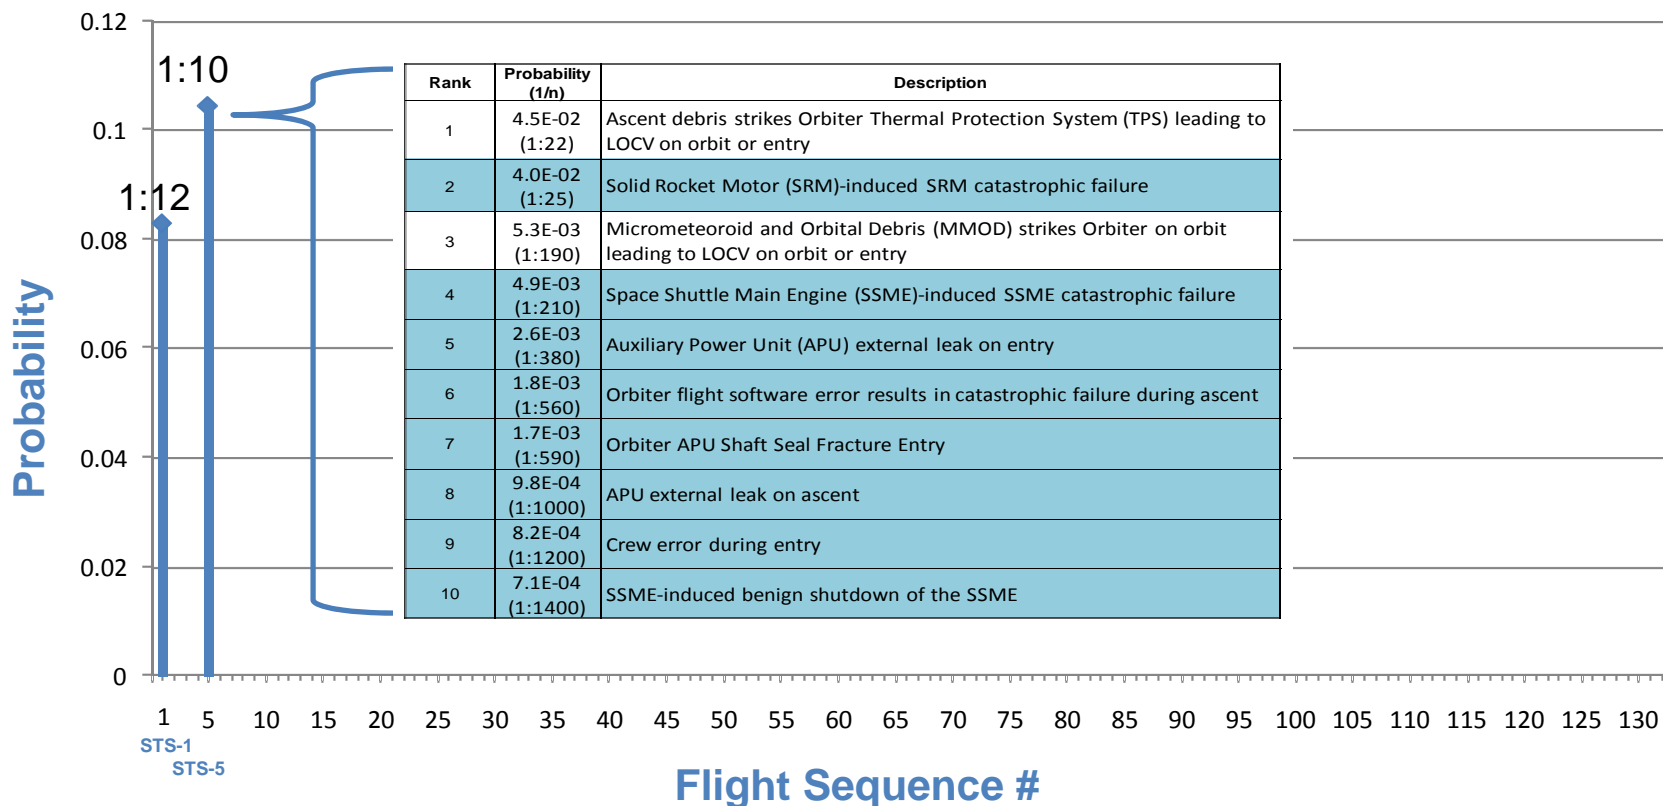 0.12
0.1
0.08
0.06
0.04
0.02
0
Probability
1:10
1:12
Rank
Probability
(1/n)
Description
1
4.5E-02
(1:22)
Ascent debris strikes Orbiter Thermal Protection System (TPS) leading to
LOCV on orbit or entry
2
4.0E-02
(1:25)
Solid Rocket Motor (SRM)-induced SRM catastrophic failure
3
5.3E-03
(1:190)
Micrometeoroid and Orbital Debris (MMOD) strikes Orbiter on orbit
leading to LOCV on orbit or entry
4
4.9E-03
(1:210)
Space Shuttle Main Engine (SSME)-induced SSME catastrophic failure
5
2.6E-03
(1:380)
Auxiliary Power Unit (APU) external leak on entry
6
1.8E-03
(1:560)
Orbiter flight software error results in catastrophic failure during ascent
7
1.7E-03
(1:590)
Orbiter APU Shaft Seal Fracture Entry
8
9.8E-04
(1:1000)
APU external leak on ascent
9
8.2E-04
(1:1200)
Crew error during entry
10
7.1E-04
(1:1400)
SSME-induced benign shutdown of the SSME
1 5 10 15 20 25 30 35 40 45 50 55 60 65 70 75 80 85 90 95 100 105 110 115 120 125 130
STS-1
STS-5
Flight Sequence #